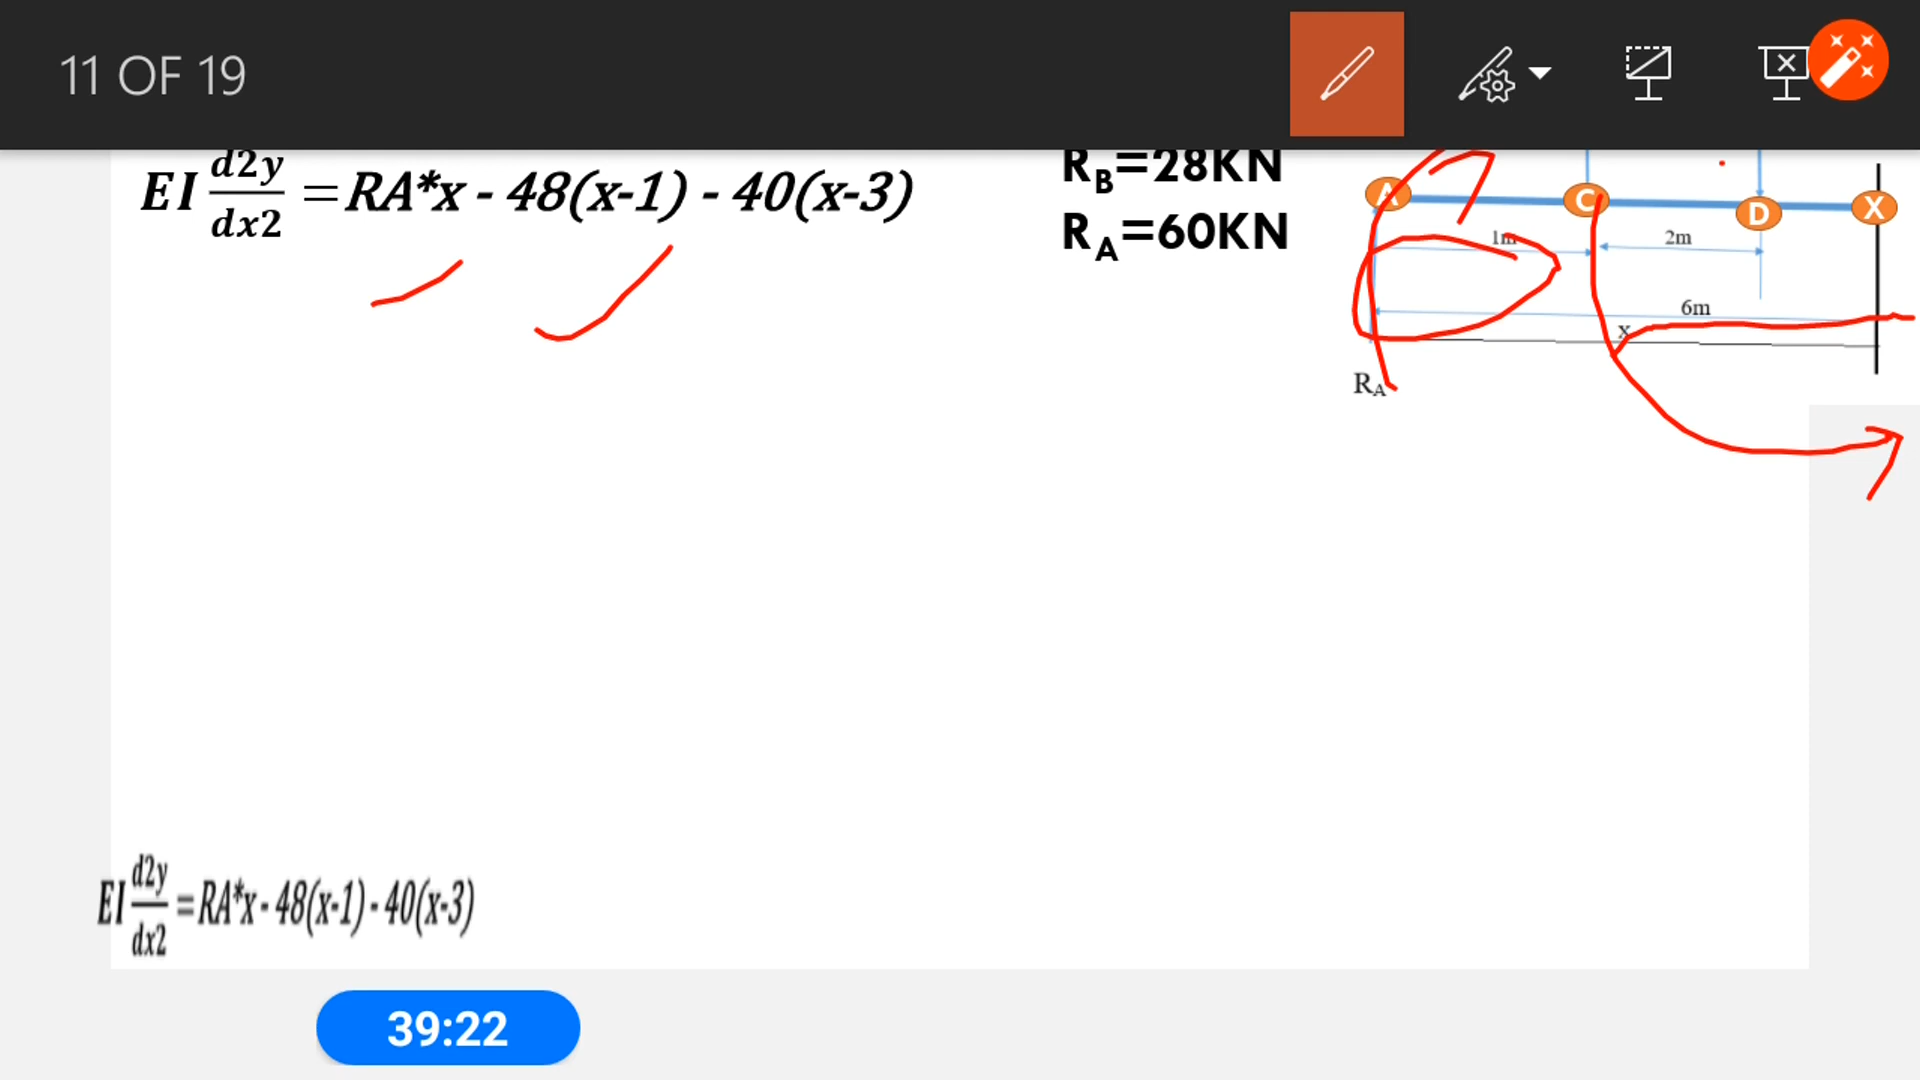 11 OF 19
EI d2y/dx2 = RA*x - 48(x-1) - 40(x-3)
RB=28KN
RA=60KN
A C D X
1m 2m
6m
x
RA
EI d2y/dx2 = RA*x - 48(x-1) - 40(x-3)
39:22